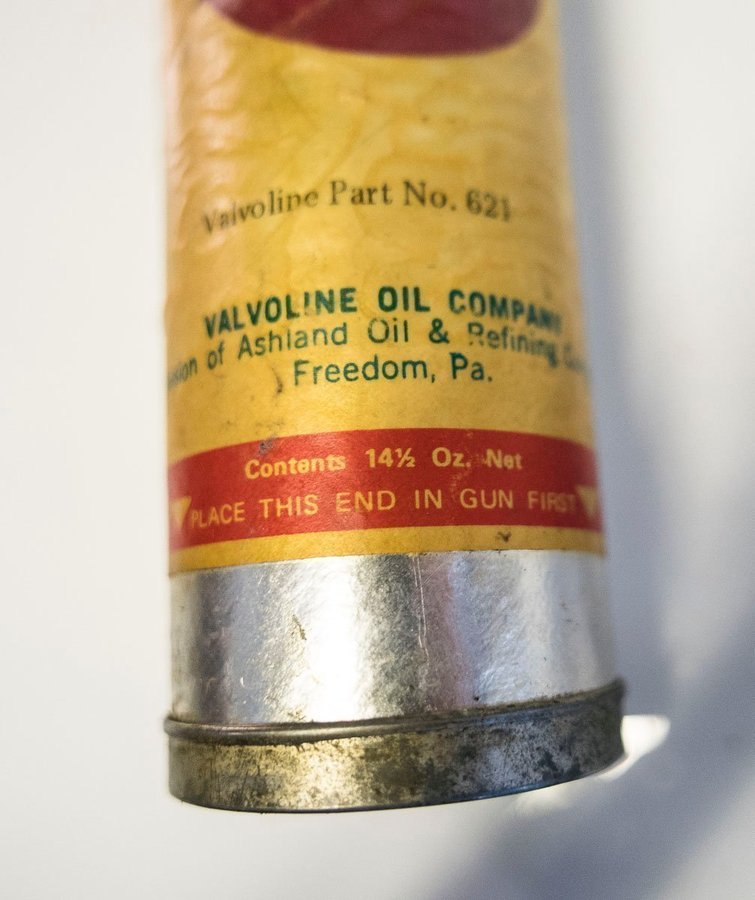 Valvoline Part No. 621
VALVOLINE OIL COMPANY
of Ashland Oil & Refining
Freedom, Pa.
Contents 14½ Oz. Net
PLACE THIS END IN GUN FIRST